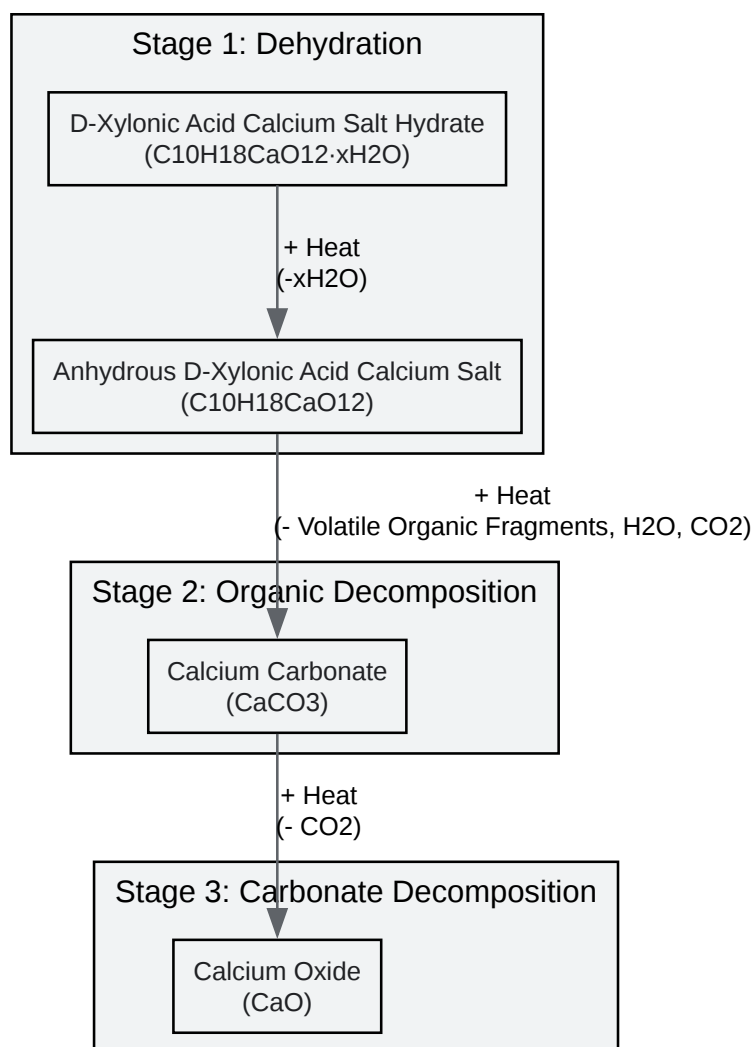 Stage 1: Dehydration
D-Xylonic Acid Calcium Salt Hydrate
(C10H18CaO12·xH2O)
+ Heat
(-xH2O)
Anhydrous D-Xylonic Acid Calcium Salt
(C10H18CaO12)
+ Heat
(- Volatile Organic Fragments, H2O, CO2)
Stage 2: Organic Decomposition
Calcium Carbonate
(CaCO3)
+ Heat
(- CO2)
Stage 3: Carbonate Decomposition
Calcium Oxide
(CaO)